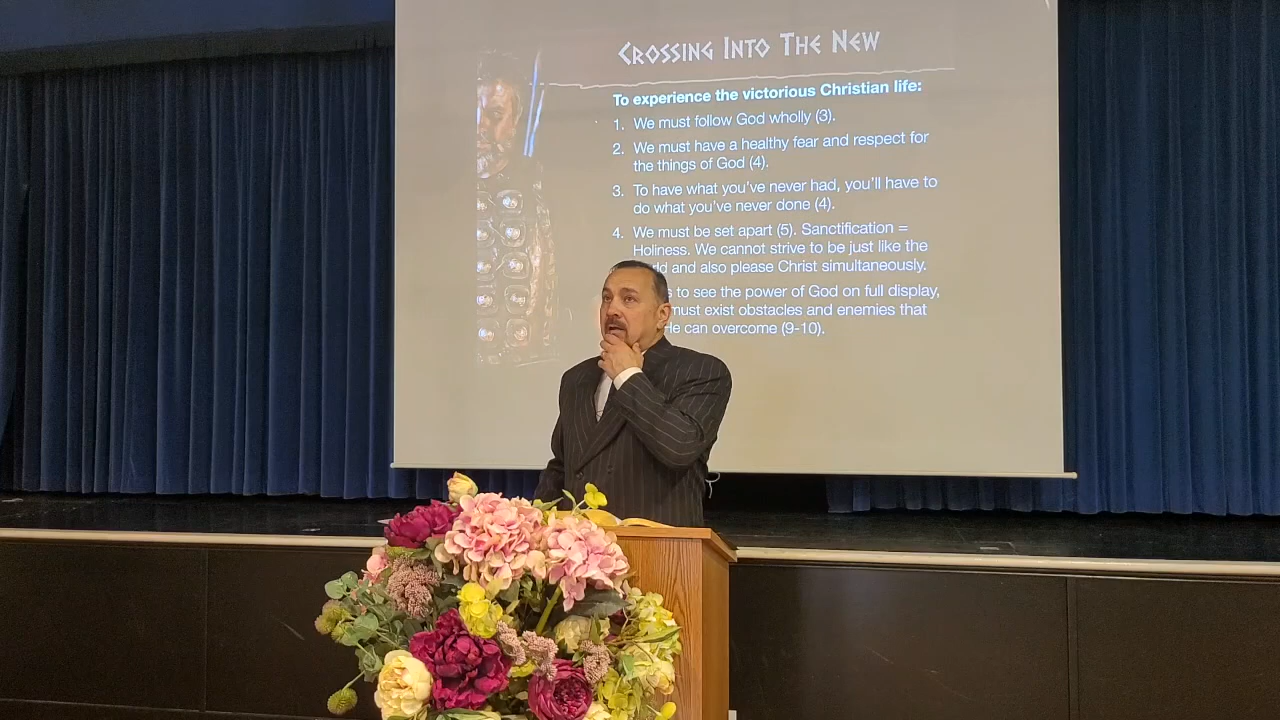 Crossing Into The New
To experience the victorious Christian life:
1. We must follow God wholly (3).
2. We must have a healthy fear and respect for
the things of God (4).
3. To have what you've never had, you'll have to
do what you've never done (4).
4. We must be set apart (5). Sanctification =
Holiness. We cannot strive to be just like the
and also please Christ simultaneously.
to see the power of God on full display,
must exist obstacles and enemies that
He can overcome (9-10).